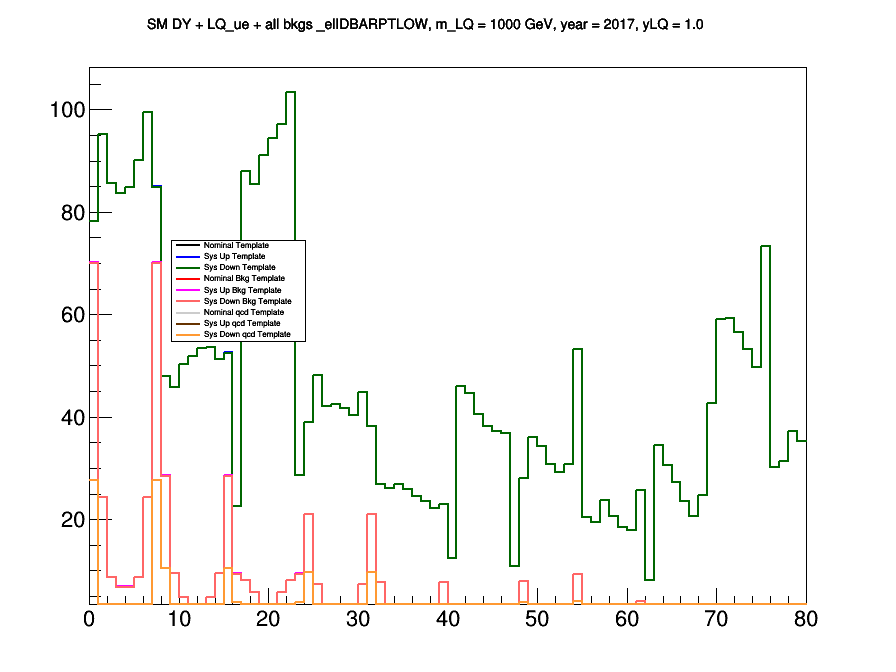 SM DY + LQ_ue + all bkgs _ellDBARPTLOW, m_LQ = 1000 GeV, year = 2017, yLQ = 1.0
100
80
60
40
20
Nominal Template
Sys Up Template
Sys Down Template
Nominal Bkg Template
Sys Up Bkg Template
Sys Down Bkg Template
Nominal qcd Template
Sys Up qcd Template
Sys Down qcd Template
0 10 20 30 40 50 60 70 80